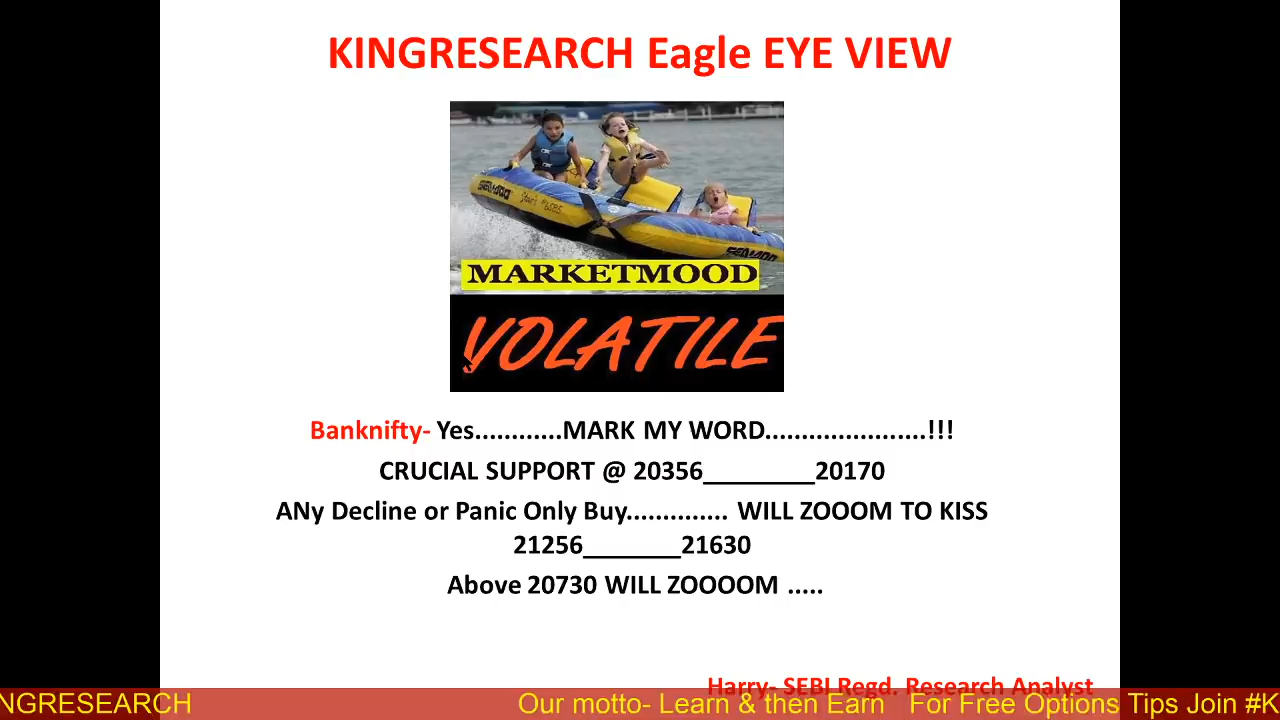 KINGRESEARCH Eagle EYE VIEW
SEADOO
SEADOO
MARKETMOOD
VOLATILE
Banknifty- Yes............MARK MY WORD......................!!!
CRUCIAL SUPPORT @ 20356________20170
ANy Decline or Panic Only Buy.............. WILL ZOOOM TO KISS
21256_______21630
Above 20730 WILL ZOOOOM .....
Harry- SEBI Regd. Research Analyst
NGRESEARCH Our motto- Learn & then Earn For Free Options Tips Join #K